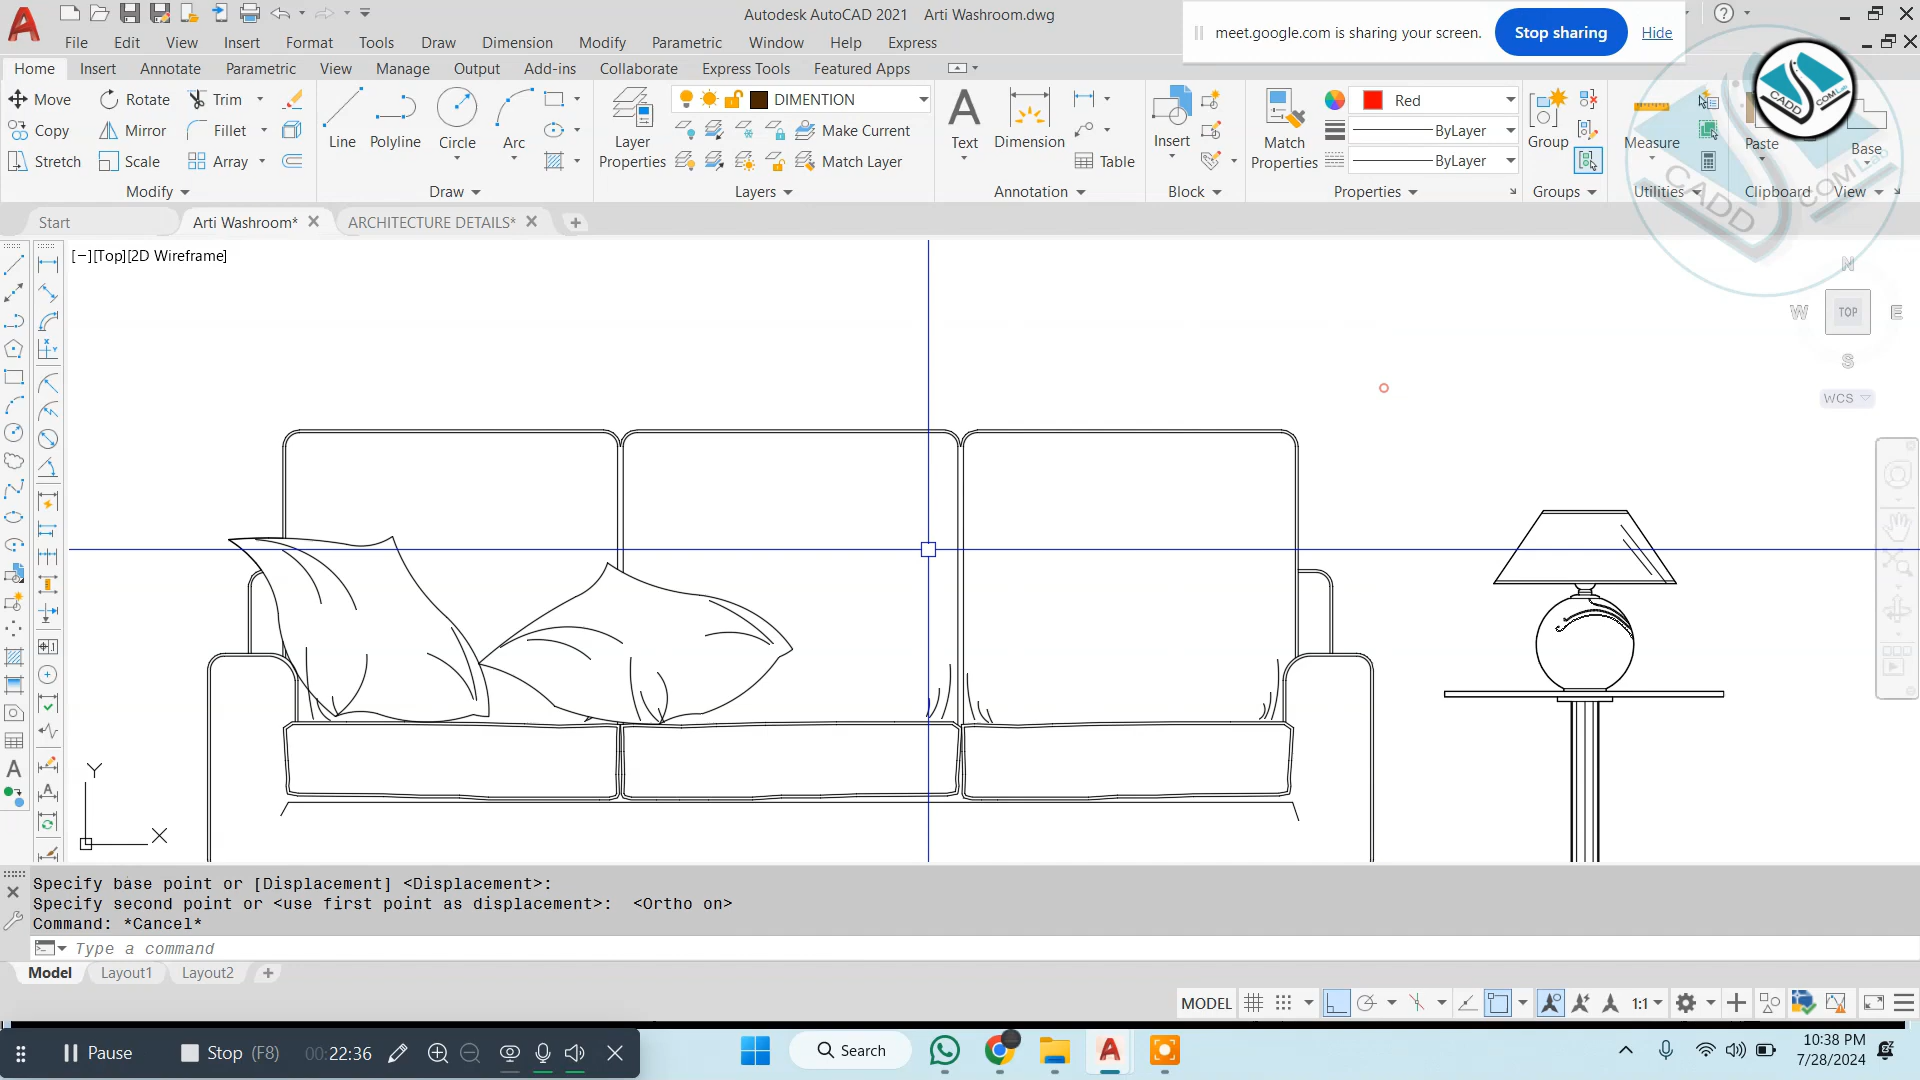 Autodesk AutoCAD 2021 Arti Washroom.dwg
meet.google.com is sharing your screen. Stop sharing Hide
File Edit View Insert Format Tools Draw Dimension Modify Parametric Window Help Express
Home Insert Annotate Parametric View Manage Output Add-ins Collaborate Express Tools Featured Apps
Move Rotate Trim
Copy Mirror Fillet
Stretch Scale Array
Modify
Line Polyline Circle Arc
Draw
Layer Properties
DIMENTION
Make Current
Match Layer
Layers
Text Dimension Table
Annotation
Insert
Block
Match Properties
Red
ByLayer
ByLayer
Properties
Group
Groups
Measure
Utilities
Paste
Clipboard
Base
View
CADD COMLab
CADD COMLab
Start Arti Washroom* ARCHITECTURE DETAILS*
[−][Top][2D Wireframe]
N
W TOP E
S
WCS
Y
X
Specify base point or [Displacement] <Displacement>:
Specify second point or <use first point as displacement>: <Ortho on>
Command: *Cancel*
Type a command
Model Layout1 Layout2
MODEL 1:1
Pause Stop (F8) 00:22:36
Search
10:38 PM
7/28/2024